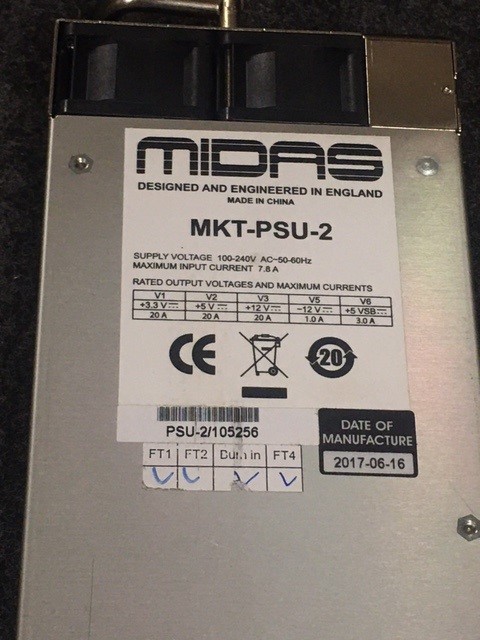 MIDAS
DESIGNED AND ENGINEERED IN ENGLAND
MADE IN CHINA
MKT-PSU-2
SUPPLY VOLTAGE 100-240V AC~50-60Hz
MAXIMUM INPUT CURRENT 7.8 A
RATED OUTPUT VOLTAGES AND MAXIMUM CURRENTS
V1 V2 V3 V5 V6
+3.3 V⎓ +5 V⎓ +12 V⎓ -12 V⎓ +5 VSB⎓
20 A 20 A 20 A 1.0 A 3.0 A
CE 20
PSU-2/105256
DATE OF
MANUFACTURE
2017-06-16
FT1 FT2 Burn in FT4